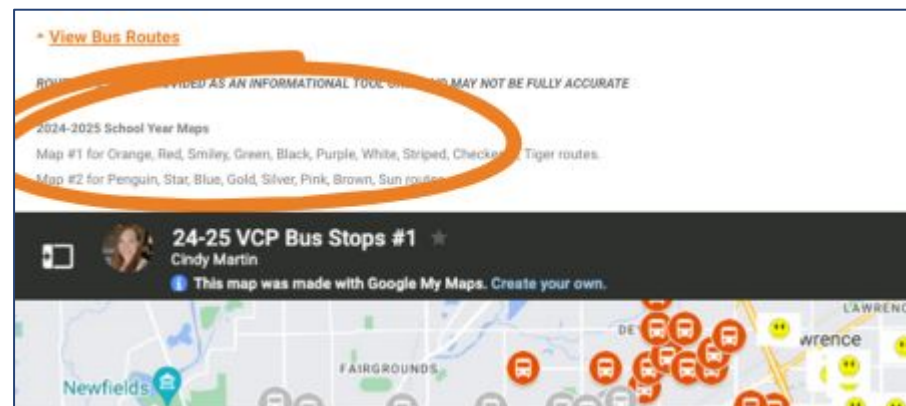 View Bus Routes
AS AN INFORMATIONAL TOOL MAY NOT BE FULLY ACCURATE
2024-2025 School Year Maps
Map #1 for Orange, Red, Smiley, Green, Black, Purple, White, Striped, Tiger routes.
Map #2 for Penguin, Star, Blue, Gold, Silver, Pink, Brown, Sun
24-25 VCP Bus Stops #1
Cindy Martin
This map was made with Google My Maps. Create your own.
FAIRGROUNDS
Newfields